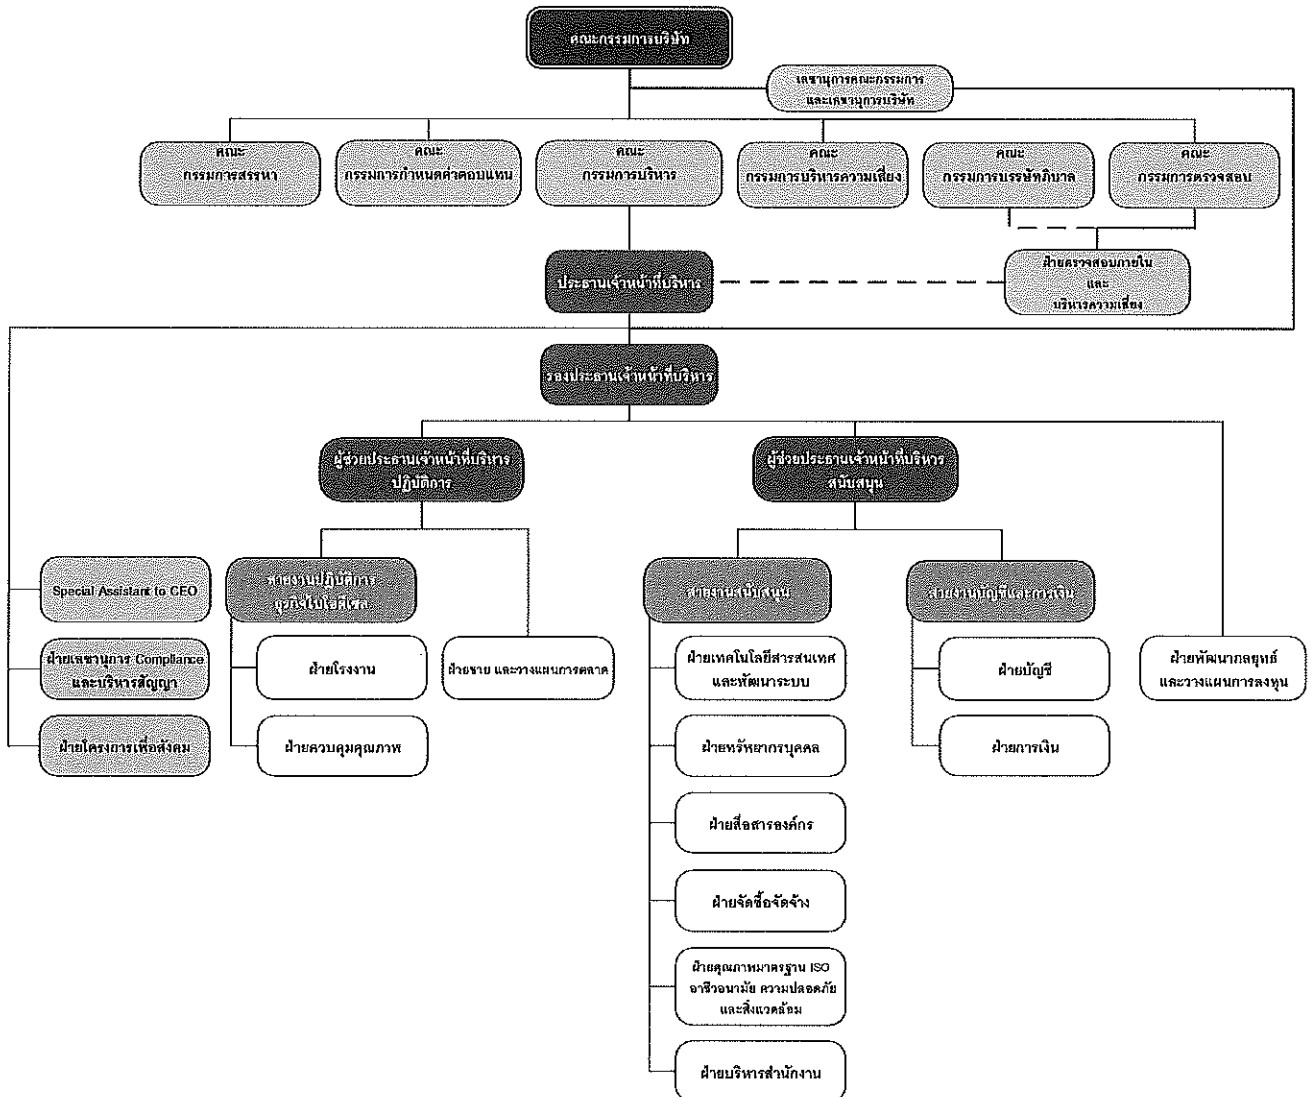 คณะกรรมการบริษัท
เลขานุการคณะกรรมการ
และเลขานุการบริษัท
คณะ
กรรมการสรรหา
คณะ
กรรมการกำหนดค่าตอบแทน
คณะ
กรรมการบริหาร
คณะ
กรรมการบริหารความเสี่ยง
คณะ
กรรมการบรรษัทภิบาล
คณะ
กรรมการตรวจสอบ
ประธานเจ้าหน้าที่บริหาร
ฝ่ายตรวจสอบภายใน
และ
บริหารความเสี่ยง
รองประธานเจ้าหน้าที่บริหาร
ผู้ช่วยประธานเจ้าหน้าที่บริหาร
ปฏิบัติการ
ผู้ช่วยประธานเจ้าหน้าที่บริหาร
สนับสนุน
Special Assistant to CEO
สายงานปฏิบัติการ
ธุรกิจไบโอดีเซล
สายงานสนับสนุน
สายงานบัญชีและการเงิน
ฝ่ายเลขานุการ Compliance
และบริหารสัญญา
ฝ่ายโรงงาน
ฝ่ายขาย และวางแผนการตลาด
ฝ่ายเทคโนโลยีสารสนเทศ
และพัฒนาระบบ
ฝ่ายบัญชี
ฝ่ายพัฒนากลยุทธ์
และวางแผนการลงทุน
ฝ่ายโครงการเพื่อสังคม
ฝ่ายควบคุมคุณภาพ
ฝ่ายทรัพยากรบุคคล
ฝ่ายการเงิน
ฝ่ายสื่อสารองค์กร
ฝ่ายจัดซื้อจัดจ้าง
ฝ่ายคุณภาพมาตรฐาน ISO
อาชีวอนามัย ความปลอดภัย
และสิ่งแวดล้อม
ฝ่ายบริหารสำนักงาน